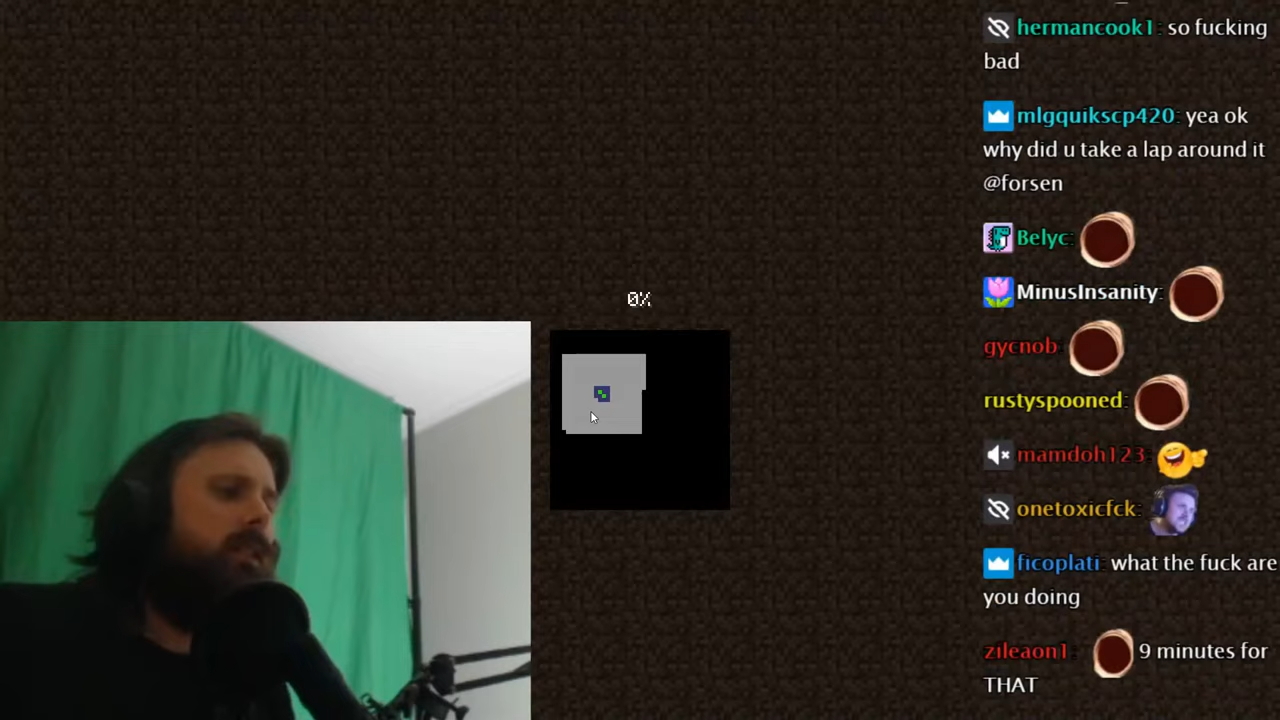 hermancook1: so fucking
bad
mlgquikscp420: yea ok
why did u take a lap around it
@forsen
Belyc:
MinusInsanity:
gycnob:
rustyspooned:
mamdoh123:
onetoxicfck:
ficoplati: what the fuck are
you doing
zileaon1: 9 minutes for
THAT
0%